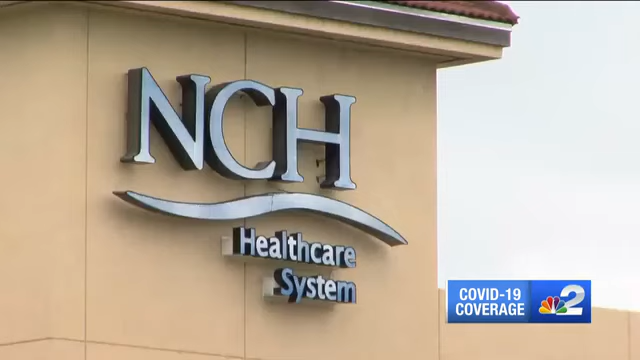 NCH
Healthcare
System
COVID-19
COVERAGE
2